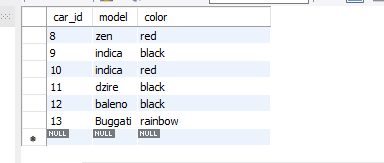 car_id model color
8 zen red
9 indica black
10 indica red
11 dzire black
12 baleno black
13 Buggati rainbow
NULL NULL NULL